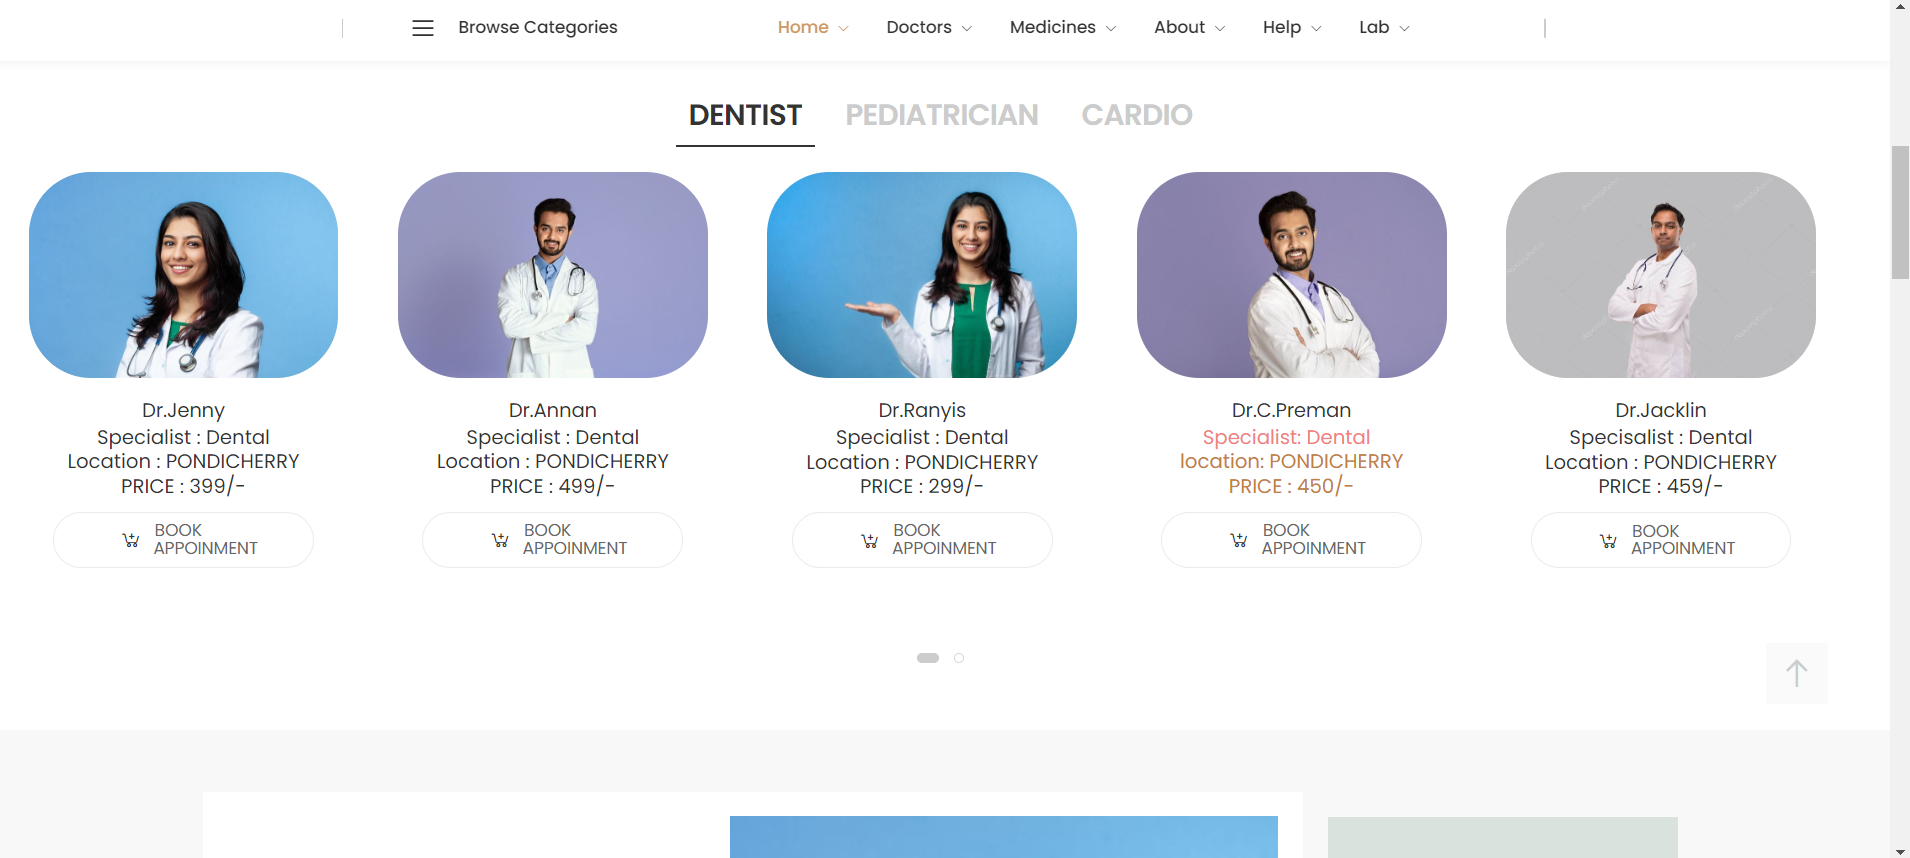 Browse Categories
Home
Doctors
Medicines
About
Help
Lab
DENTIST
PEDIATRICIAN
CARDIO
Dr.Jenny
Specialist : Dental
Location : PONDICHERRY
PRICE : 399/-
BOOK
APPOINMENT
Dr.Annan
Specialist : Dental
Location : PONDICHERRY
PRICE : 499/-
BOOK
APPOINMENT
Dr.Ranyis
Specialist : Dental
Location : PONDICHERRY
PRICE : 299/-
BOOK
APPOINMENT
Dr.C.Preman
Specialist: Dental
location: PONDICHERRY
PRICE : 450/-
BOOK
APPOINMENT
Dr.Jacklin
Specisalist : Dental
Location : PONDICHERRY
PRICE : 459/-
BOOK
APPOINMENT